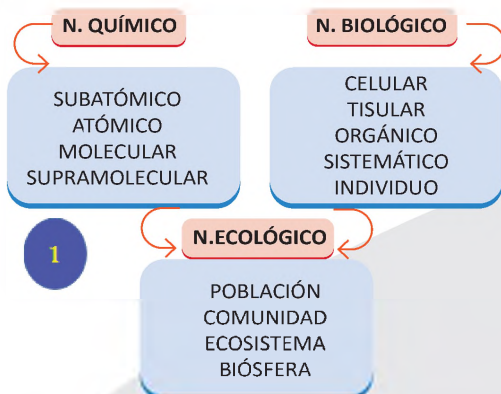 N. QUÍMICO
SUBATÓMICO
ATÓMICO
MOLECULAR
SUPRAMOLECULAR
N. BIOLÓGICO
CELULAR
TISULAR
ORGÁNICO
SISTEMÁTICO
INDIVIDUO
1
N.ECOLÓGICO
POBLACIÓN
COMUNIDAD
ECOSISTEMA
BIÓSFERA